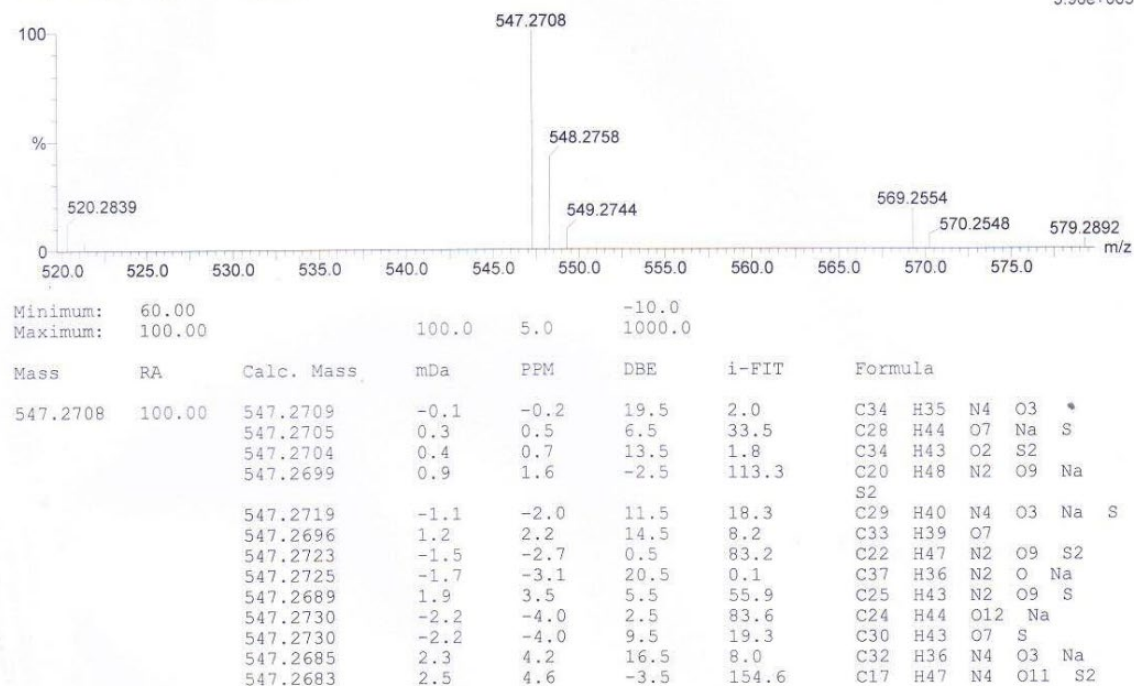 100
547.2708
%
548.2758
520.2839
549.2744
569.2554
570.2548
579.2892
0
m/z
520.0 525.0 530.0 535.0 540.0 545.0 550.0 555.0 560.0 565.0 570.0 575.0
Minimum: 60.00 -10.0
Maximum: 100.00 100.0 5.0 1000.0
Mass RA Calc. Mass mDa PPM DBE i-FIT Formula
547.2708 100.00 547.2709 -0.1 -0.2 19.5 2.0 C34 H35 N4 O3
547.2705 0.3 0.5 6.5 33.5 C28 H44 O7 Na S
547.2704 0.4 0.7 13.5 1.8 C34 H43 O2 S2
547.2699 0.9 1.6 -2.5 113.3 C20 H48 N2 O9 Na
S2
547.2719 -1.1 -2.0 11.5 18.3 C29 H40 N4 O3 Na S
547.2696 1.2 2.2 14.5 8.2 C33 H39 O7
547.2723 -1.5 -2.7 0.5 83.2 C22 H47 N2 O9 S2
547.2725 -1.7 -3.1 20.5 0.1 C37 H36 N2 O Na
547.2689 1.9 3.5 5.5 55.9 C25 H43 N2 O9 S
547.2730 -2.2 -4.0 2.5 83.6 C24 H44 O12 Na
547.2730 -2.2 -4.0 9.5 19.3 C30 H43 O7 S
547.2685 2.3 4.2 16.5 8.0 C32 H36 N4 O3 Na
547.2683 2.5 4.6 -3.5 154.6 C17 H47 N4 O11 S2